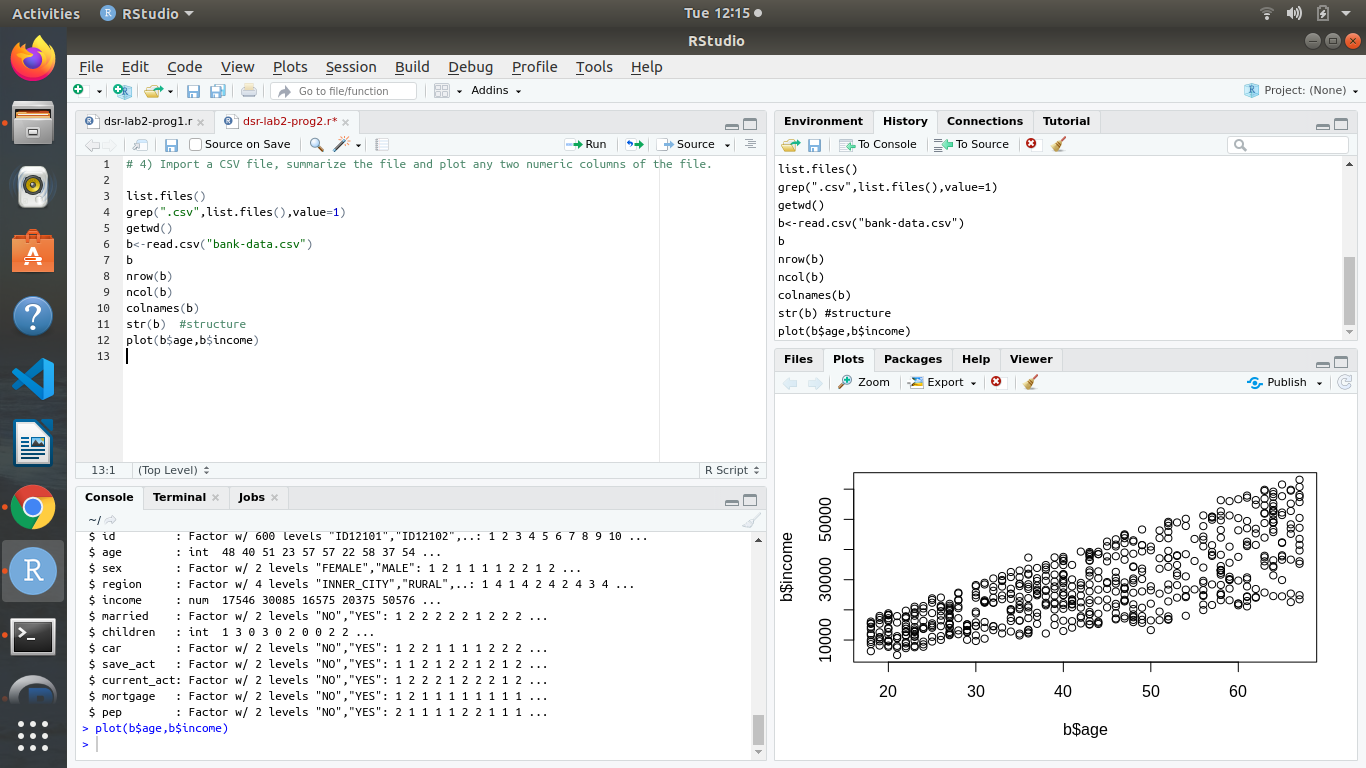 Activities RStudio Tue 12:15
RStudio
File Edit Code View Plots Session Build Debug Profile Tools Help
Go to file/function Addins Project: (None)
dsr-lab2-prog1.r dsr-lab2-prog2.r*
Source on Save Run Source
1 # 4) Import a CSV file, summarize the file and plot any two numeric columns of the file.
2
3 list.files()
4 grep(".csv",list.files(),value=1)
5 getwd()
6 b<-read.csv("bank-data.csv")
7 b
8 nrow(b)
9 ncol(b)
10 colnames(b)
11 str(b)  #structure
12 plot(b$age,b$income)
13
13:1 (Top Level) R Script
Console Terminal Jobs
~/
$ id         : Factor w/ 600 levels "ID12101","ID12102",..: 1 2 3 4 5 6 7 8 9 10 ...
$ age        : int  48 40 51 23 57 57 22 58 37 54 ...
$ sex        : Factor w/ 2 levels "FEMALE","MALE": 1 2 1 1 1 1 2 2 1 2 ...
$ region     : Factor w/ 4 levels "INNER_CITY","RURAL",..: 1 4 1 4 2 4 2 4 3 4 ...
$ income     : num  17546 30085 16575 20375 50576 ...
$ married    : Factor w/ 2 levels "NO","YES": 1 2 2 2 2 2 1 2 2 2 ...
$ children   : int  1 3 0 3 0 2 0 0 2 2 ...
$ car        : Factor w/ 2 levels "NO","YES": 1 2 2 1 1 1 1 2 2 2 ...
$ save_act   : Factor w/ 2 levels "NO","YES": 1 1 2 1 2 2 1 2 1 2 ...
$ current_act: Factor w/ 2 levels "NO","YES": 1 2 2 2 1 2 2 2 1 2 ...
$ mortgage   : Factor w/ 2 levels "NO","YES": 1 2 1 1 1 1 1 1 1 1 ...
$ pep        : Factor w/ 2 levels "NO","YES": 2 1 1 1 1 2 2 1 1 1 ...
> plot(b$age,b$income)
>
Environment History Connections Tutorial
To Console To Source
list.files()
grep(".csv",list.files(),value=1)
getwd()
b<-read.csv("bank-data.csv")
b
nrow(b)
ncol(b)
colnames(b)
str(b) #structure
plot(b$age,b$income)
Files Plots Packages Help Viewer
Zoom Export Publish
b$income
50000
30000
10000
20 30 40 50 60
b$age